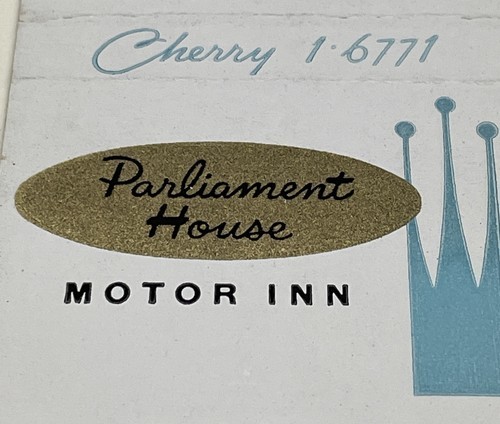 Cherry 1·6771
Parliament
House
MOTOR INN